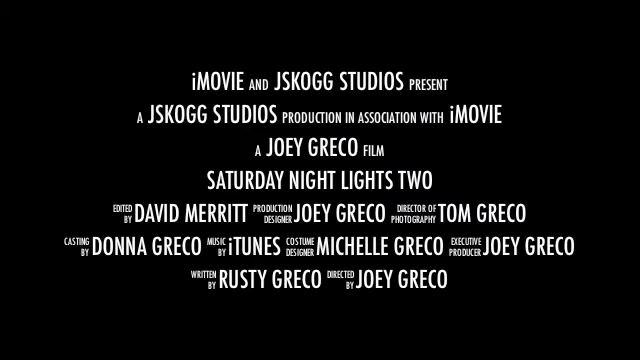 iMOVIE AND JSKOGG STUDIOS PRESENT
A JSKOGG STUDIOS PRODUCTION IN ASSOCIATION WITH iMOVIE
A JOEY GRECO FILM
SATURDAY NIGHT LIGHTS TWO
EDITED BY DAVID MERRITT PRODUCTION DESIGNER JOEY GRECO DIRECTOR OF PHOTOGRAPHY TOM GRECO
CASTING BY DONNA GRECO MUSIC BY iTUNES COSTUME DESIGNER MICHELLE GRECO EXECUTIVE PRODUCER JOEY GRECO
WRITTEN BY RUSTY GRECO DIRECTED BY JOEY GRECO